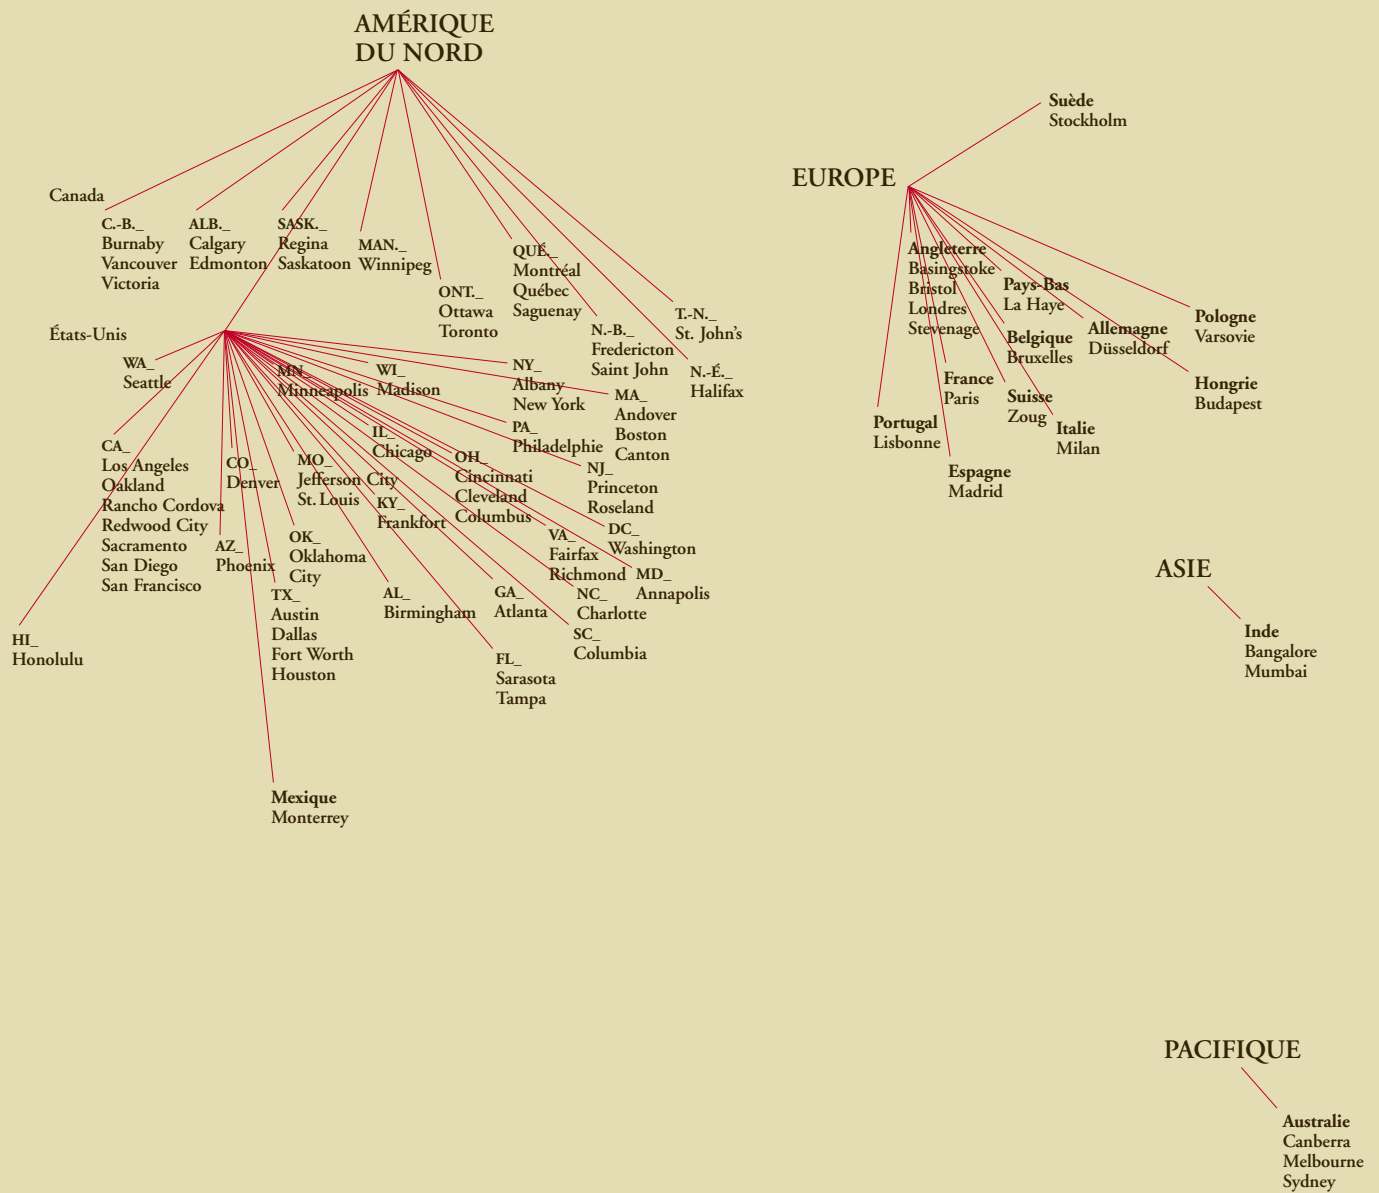 AMÉRIQUE
DU NORD
Canada
C.-B._
Burnaby
Vancouver
Victoria
ALB._
Calgary
Edmonton
SASK._
Regina
Saskatoon
MAN._
Winnipeg
ONT._
Ottawa
Toronto
QUÉ._
Montréal
Québec
Saguenay
N.-B._
Fredericton
Saint John
T.-N._
St. John's
N.-É._
Halifax
États-Unis
WA_
Seattle
MN_
Minneapolis
WI_
Madison
NY_
Albany
New York
MA_
Andover
Boston
Canton
CA_
Los Angeles
Oakland
Rancho Cordova
Redwood City
Sacramento
San Diego
San Francisco
CO_
Denver
MO_
Jefferson City
St. Louis
IL_
Chicago
OH_
Cincinnati
Cleveland
Columbus
PA_
Philadelphie
NJ_
Princeton
Roseland
KY_
Frankfort
AZ_
Phoenix
OK_
Oklahoma
City
VA_
Fairfax
Richmond
DC_
Washington
MD_
Annapolis
TX_
Austin
Dallas
Fort Worth
Houston
AL_
Birmingham
GA_
Atlanta
NC_
Charlotte
SC_
Columbia
HI_
Honolulu
FL_
Sarasota
Tampa
Mexique
Monterrey
EUROPE
Suède
Stockholm
Angleterre
Basingstoke
Bristol
Londres
Stevenage
Pays-Bas
La Haye
Belgique
Bruxelles
Allemagne
Düsseldorf
Pologne
Varsovie
France
Paris
Suisse
Zoug
Hongrie
Budapest
Portugal
Lisbonne
Italie
Milan
Espagne
Madrid
ASIE
Inde
Bangalore
Mumbai
PACIFIQUE
Australie
Canberra
Melbourne
Sydney